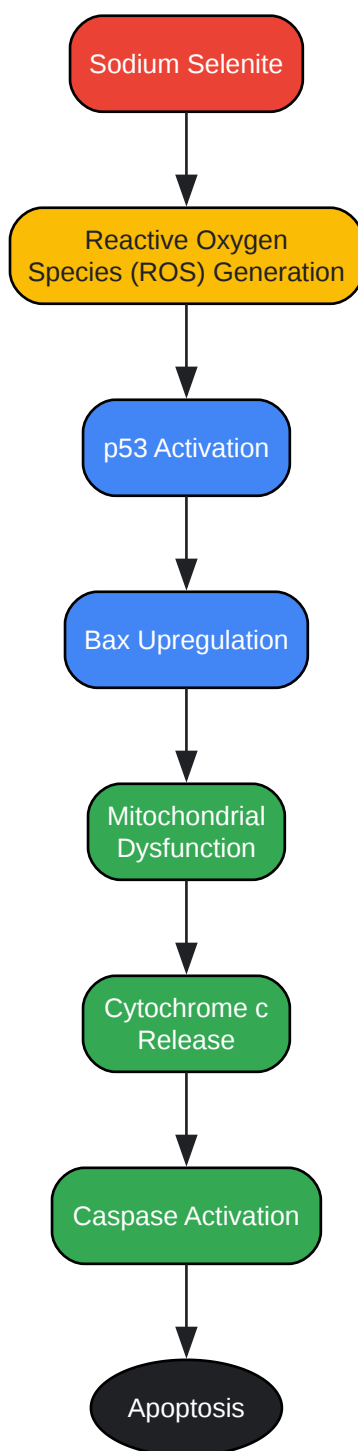 Sodium Selenite
Reactive Oxygen
Species (ROS) Generation
p53 Activation
Bax Upregulation
Mitochondrial
Dysfunction
Cytochrome c
Release
Caspase Activation
Apoptosis